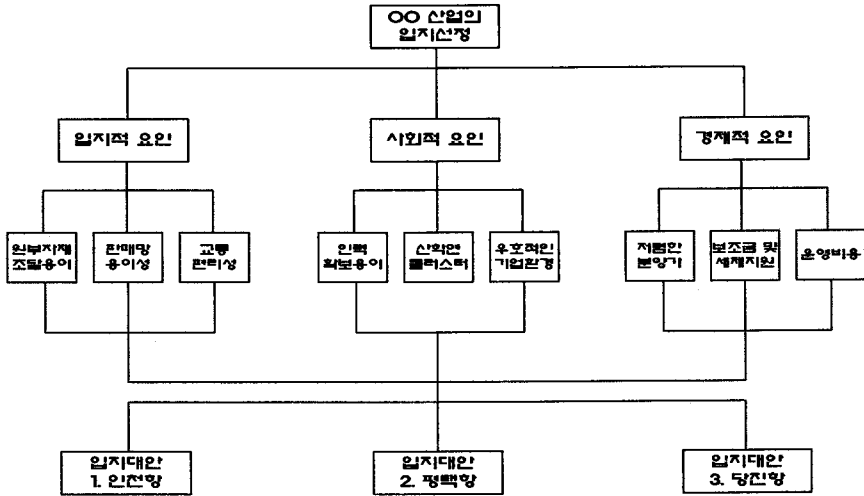 OO 산업의
입지선정
입지적 요인
사회적 요인
경제적 요인
원부자재
조달용이
판매망
용이성
교통
편리성
인력
확보용이
산학연
클러스터
우호적인
기업환경
저렴한
분양가
보조금 및
세제지원
운영비용
입지대안
1. 인천항
입지대안
2. 평택항
입지대안
3. 당진항